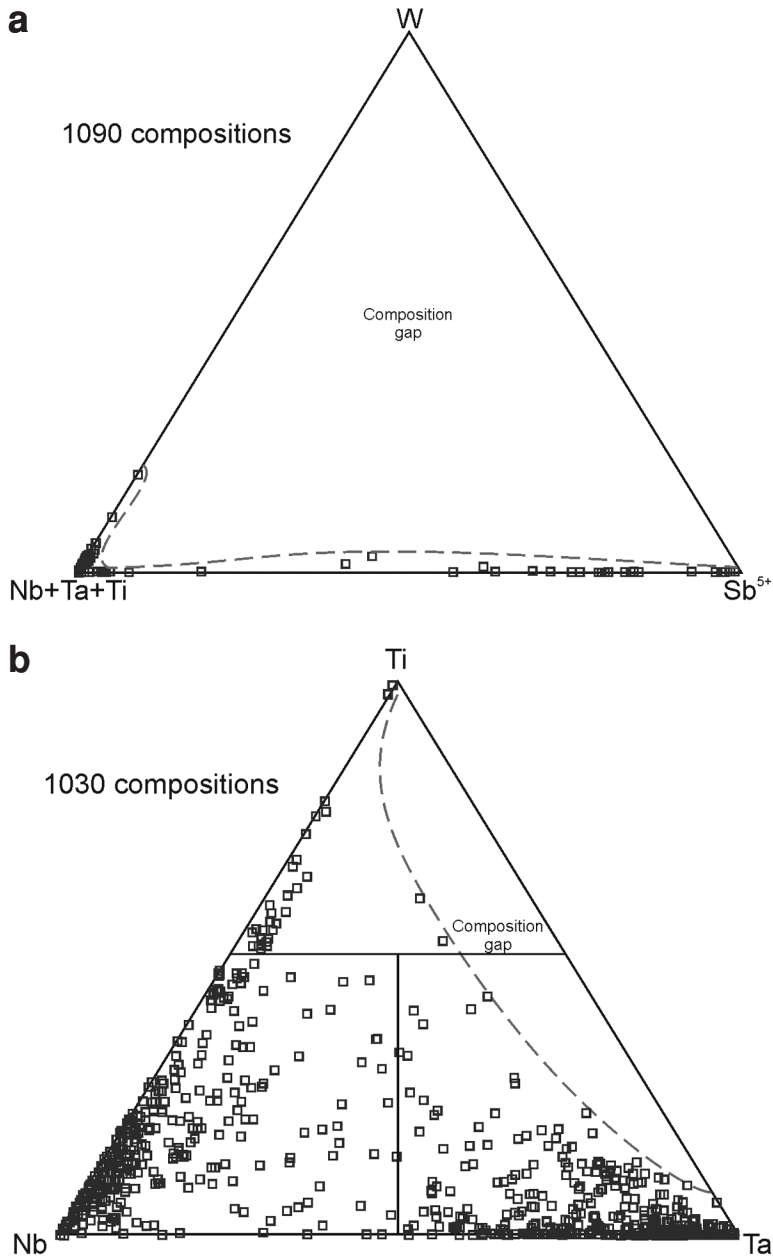 a
W
1090 compositions
Composition
gap
Nb+Ta+Ti
Sb⁵⁺
b
Ti
1030 compositions
Composition
gap
Nb
Ta